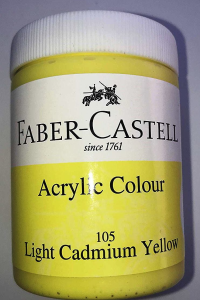 FABER-CASTELL
since 1761
Acrylic Colour
105
Light Cadmium Yellow